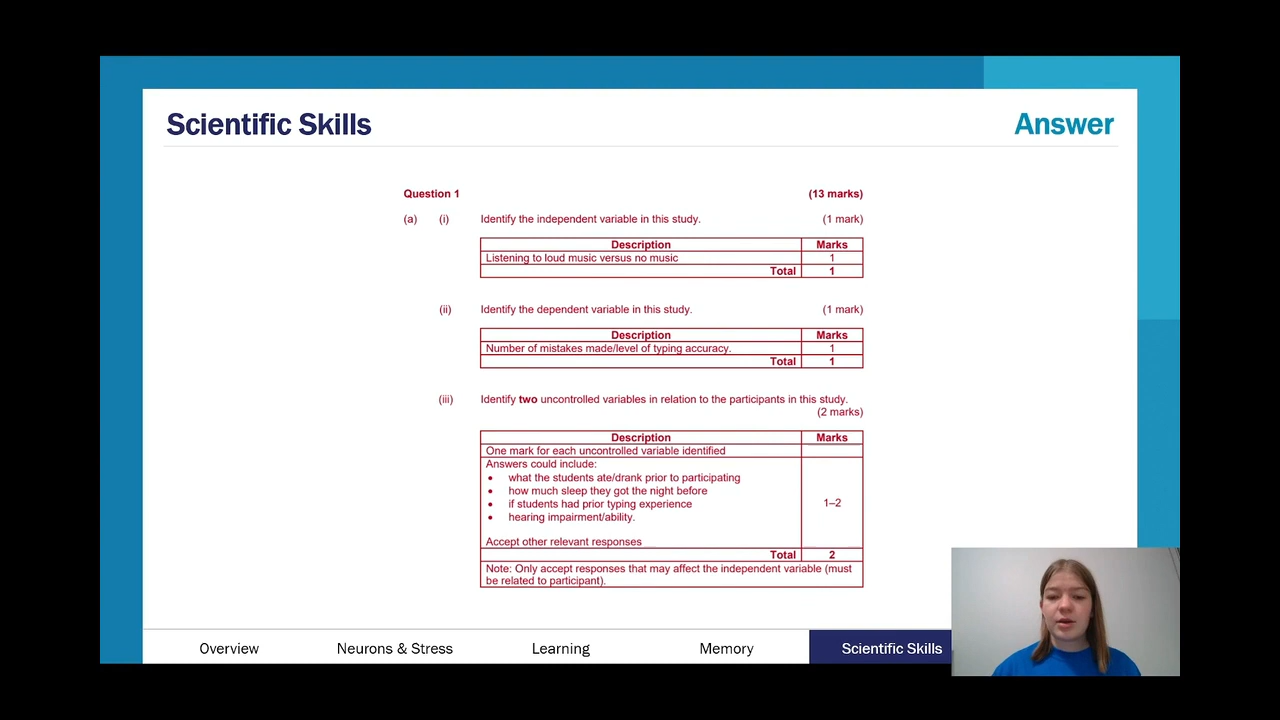 Scientific Skills
Answer
Question 1 (13 marks)
(a) (i) Identify the independent variable in this study. (1 mark)
Description Marks
Listening to loud music versus no music 1
Total 1
(ii) Identify the dependent variable in this study. (1 mark)
Description Marks
Number of mistakes made/level of typing accuracy. 1
Total 1
(iii) Identify two uncontrolled variables in relation to the participants in this study.
(2 marks)
Description Marks
One mark for each uncontrolled variable identified
Answers could include:
• what the students ate/drank prior to participating
• how much sleep they got the night before
• if students had prior typing experience
1–2
• hearing impairment/ability.
Accept other relevant responses
Total 2
Note: Only accept responses that may affect the independent variable (must
be related to participant).
Overview Neurons & Stress Learning Memory Scientific Skills